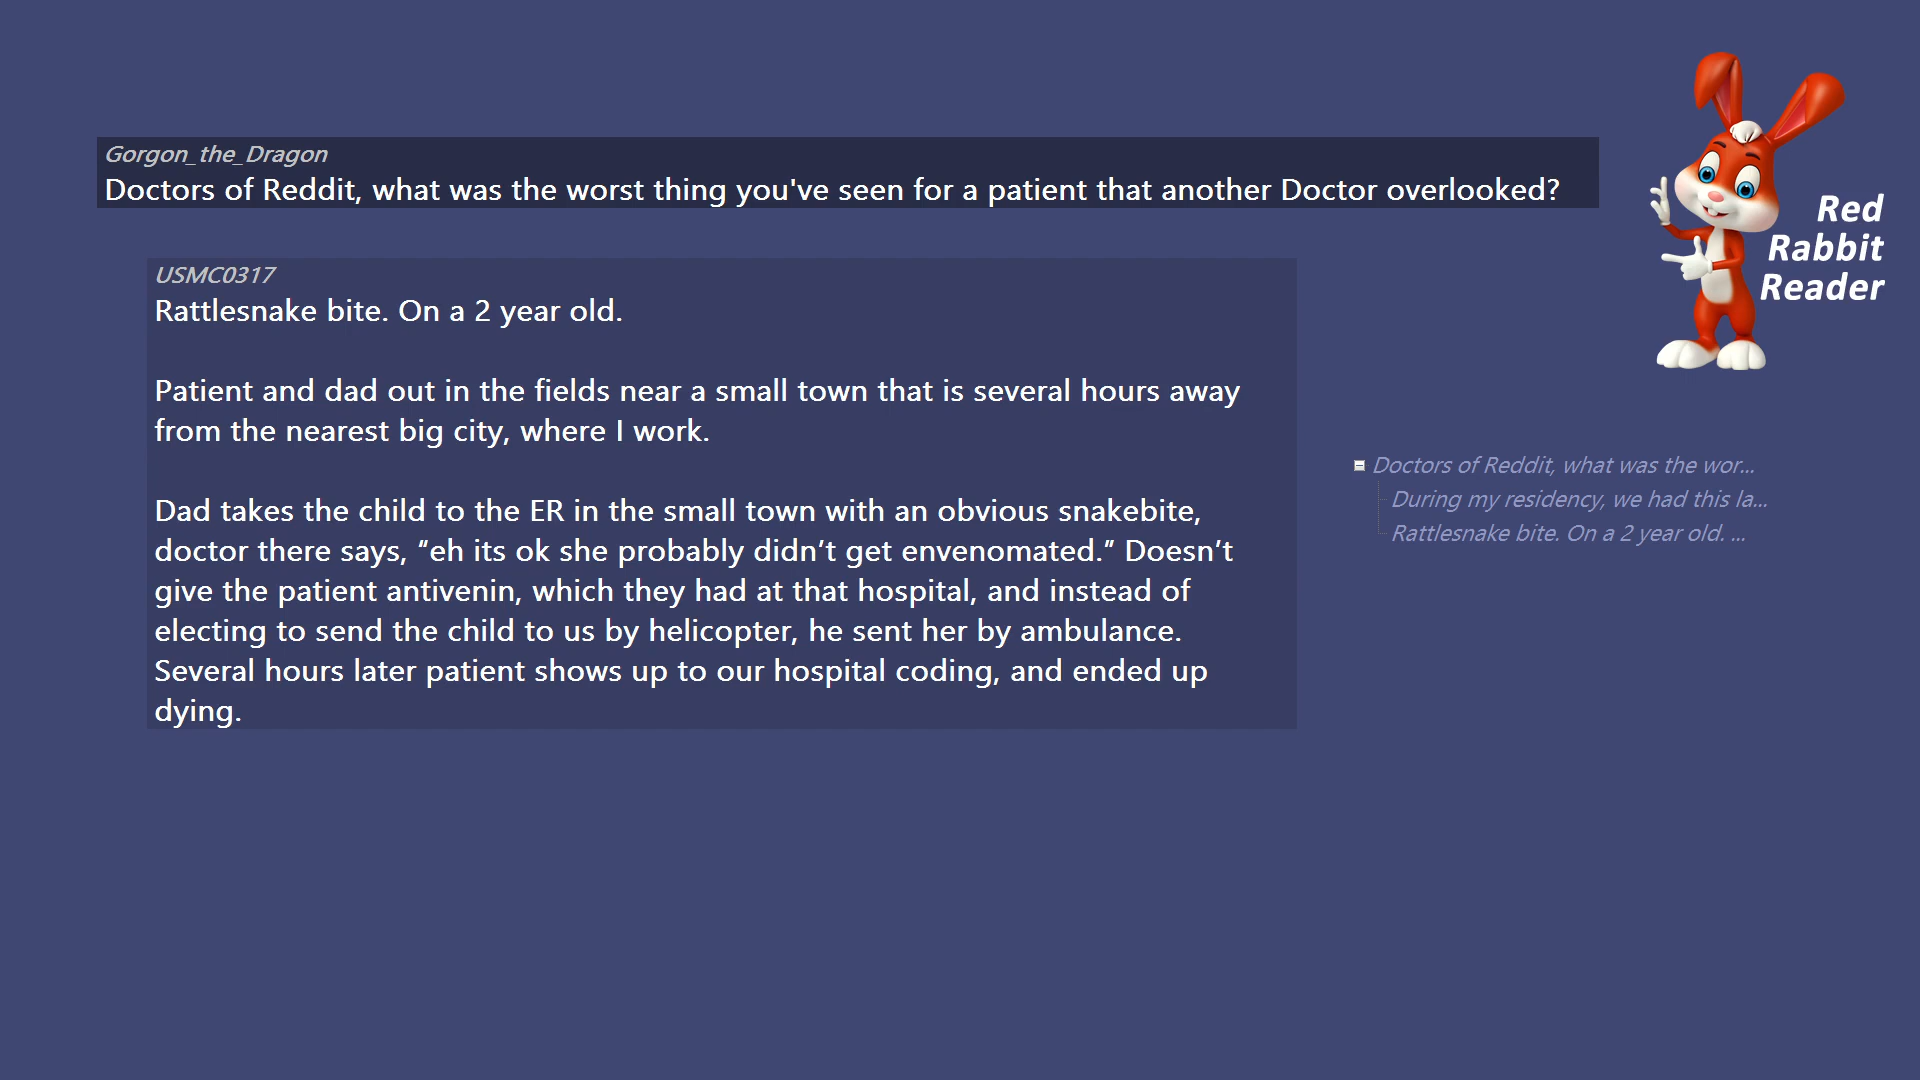 Gorgon_the_Dragon
Doctors of Reddit, what was the worst thing you've seen for a patient that another Doctor overlooked?
USMC0317
Rattlesnake bite. On a 2 year old.
Patient and dad out in the fields near a small town that is several hours away
from the nearest big city, where I work.
Dad takes the child to the ER in the small town with an obvious snakebite,
doctor there says, “eh its ok she probably didn’t get envenomated.” Doesn’t
give the patient antivenin, which they had at that hospital, and instead of
electing to send the child to us by helicopter, he sent her by ambulance.
Several hours later patient shows up to our hospital coding, and ended up
dying.
Red
Rabbit
Reader
Doctors of Reddit, what was the wor...
During my residency, we had this la...
Rattlesnake bite. On a 2 year old. ...